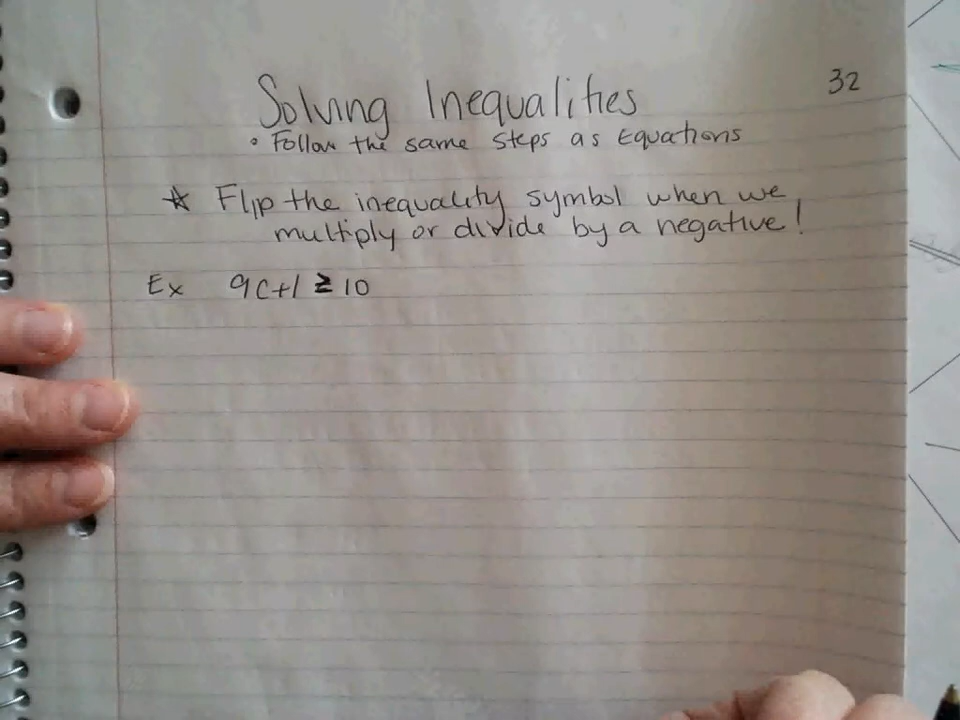 32
Solving Inequalities
• Follow the same steps as Equations
☆ Flip the inequality symbol when we
multiply or divide by a negative!
Ex 9c+1 ≥ 10